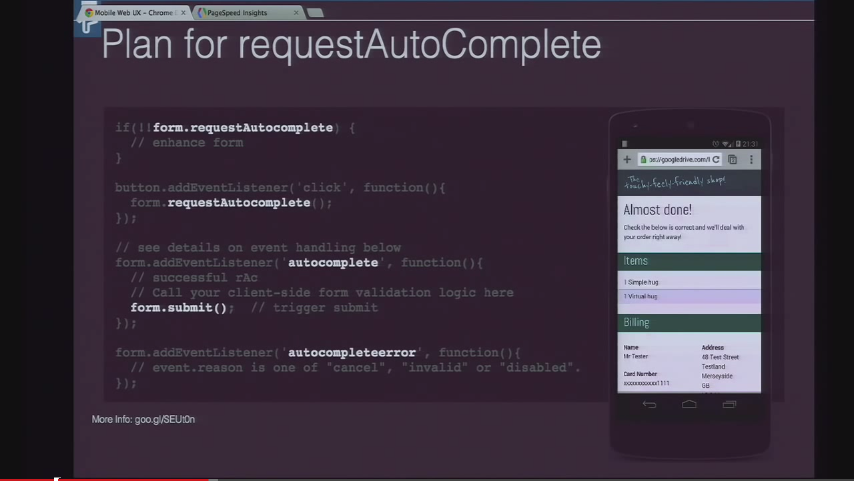 Mobile Web UX - Chrome
PageSpeed Insights
Plan for requestAutoComplete
if(!!form.requestAutocomplete) {
// enhance form
}
button.addEventListener('click', function(){
form.requestAutocomplete();
});
// see details on event handling below
form.addEventListener('autocomplete', function(){
// successful rAc
// Call your client-side form validation logic here
form.submit(); // trigger submit
});
form.addEventListener('autocompleteerror', function(){
// event.reason is one of "cancel", "invalid" or "disabled".
});
More Info: goo.gl/SEUt0n
21:31
The
touchy-feely-friendly shop
Almost done!
Check the below is correct and we'll deal with
your order right away!
Items
1 Simple hug
1 Virtual hug
Billing
Name
Mr Tester
Card Number
xxxxxxxxxxxx1111
Address
68 Test Street
Testland
Merseyside
GB